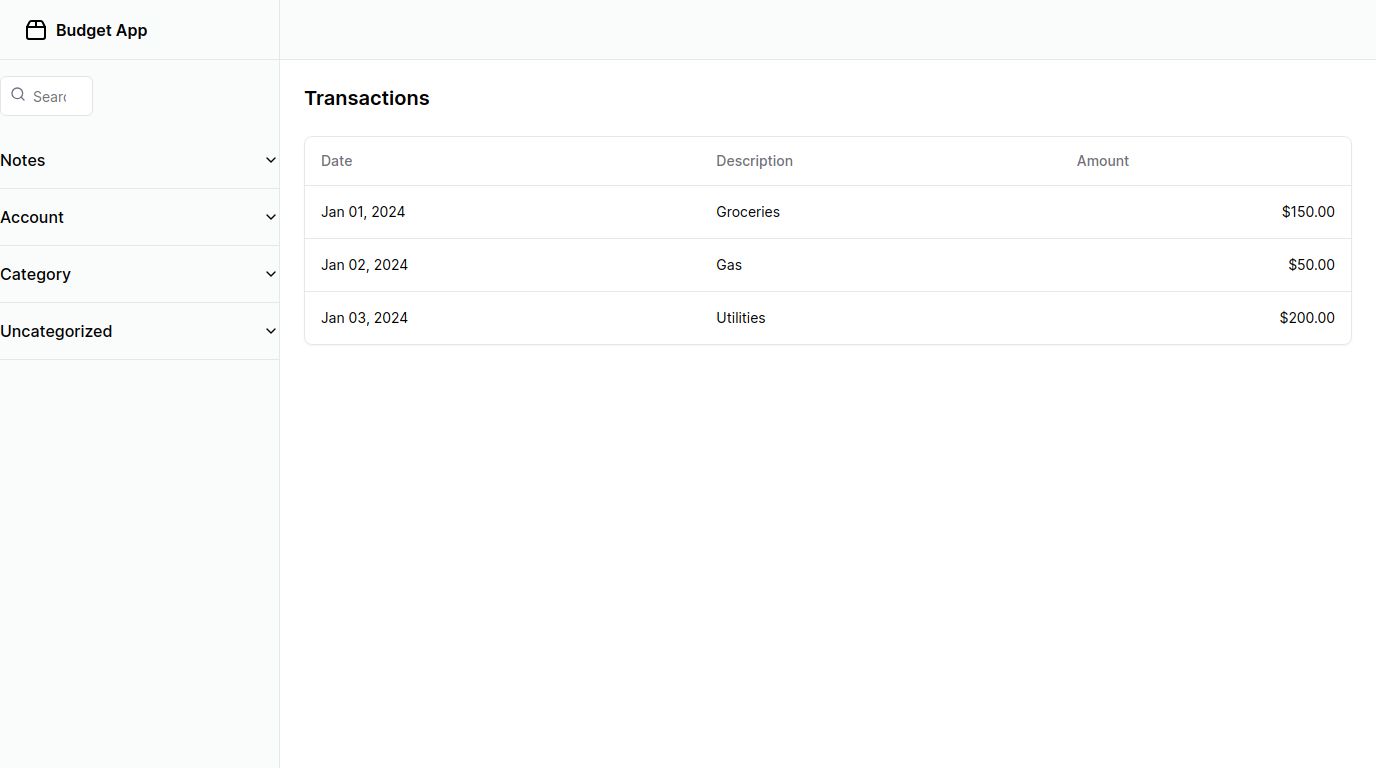 Budget App
Sear
Notes
Account
Category
Uncategorized
Transactions
Date Description Amount
Jan 01, 2024 Groceries $150.00
Jan 02, 2024 Gas $50.00
Jan 03, 2024 Utilities $200.00